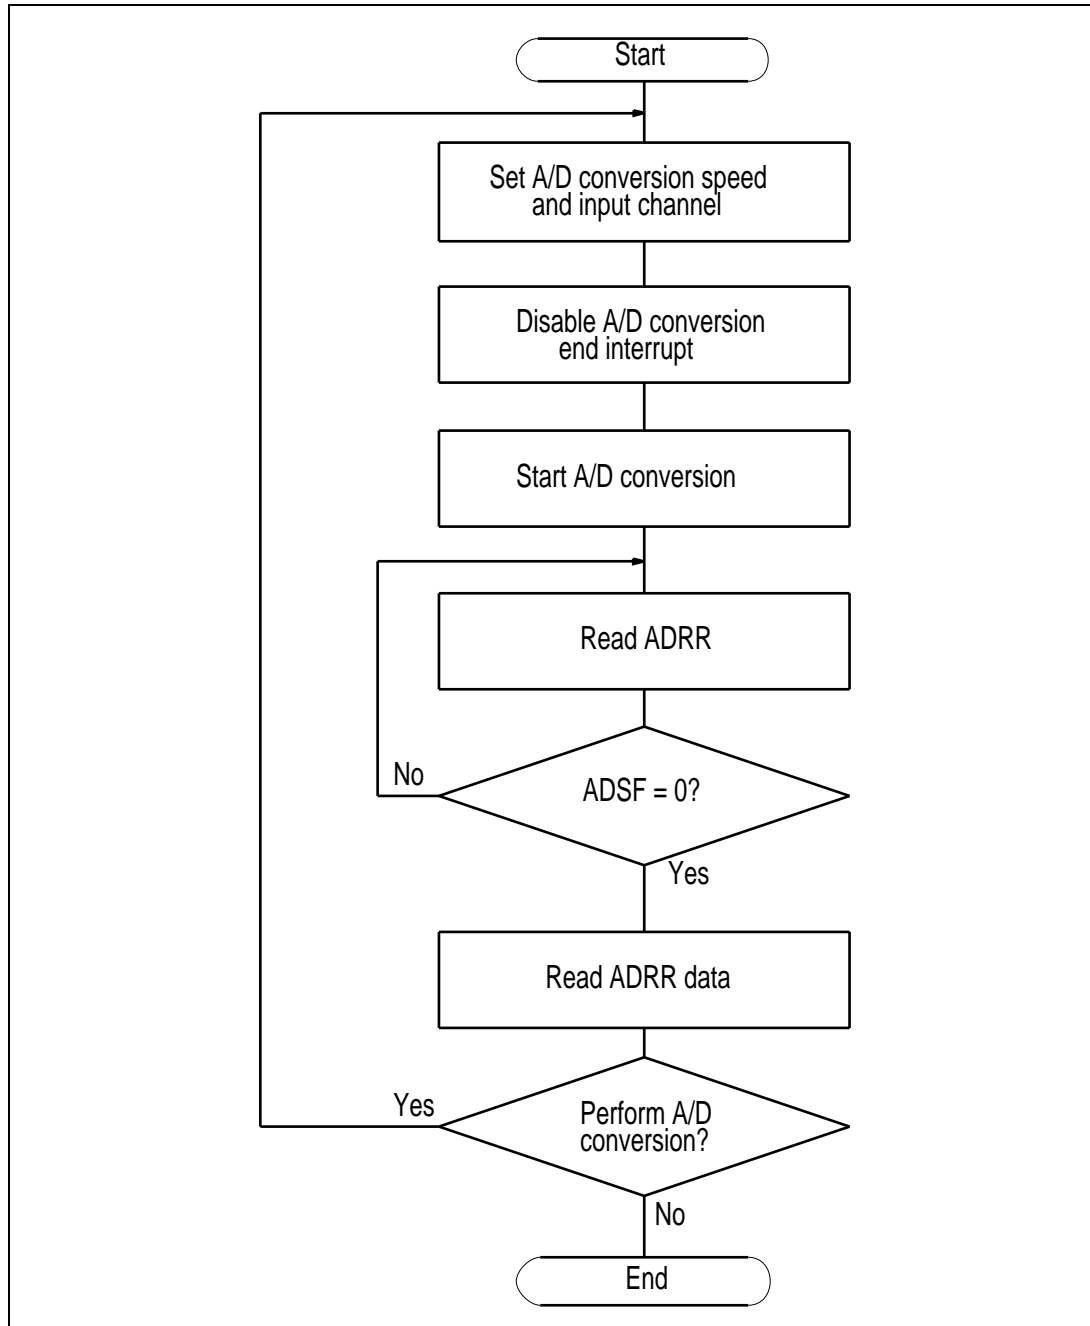 Start
Set A/D conversion speed
and input channel
Disable A/D conversion
end interrupt
Start A/D conversion
Read ADRR
No
ADSF = 0?
Yes
Read ADRR data
Yes
Perform A/D
conversion?
No
End